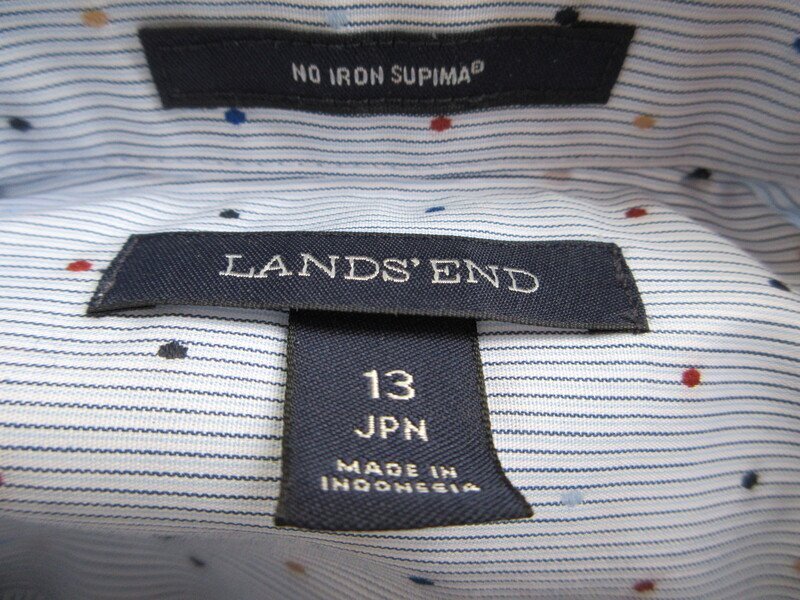 NO IRON SUPIMA®
LANDS' END
13
JPN
MADE IN
INDONESIA